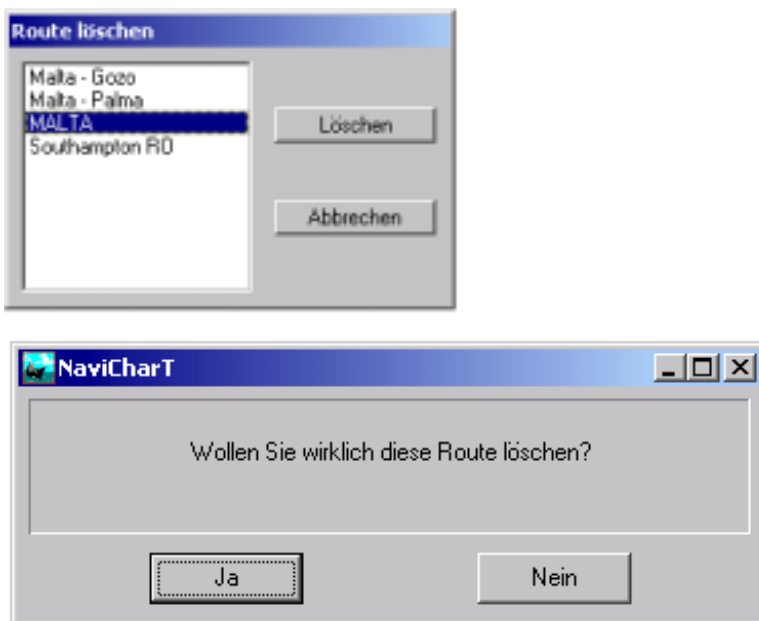 Route löschen
Malta - Gozo
Malta - Palma
MALTA
Southampton RD
Löschen
Abbrechen
NaviCharT
Wollen Sie wirklich diese Route löschen?
Ja
Nein